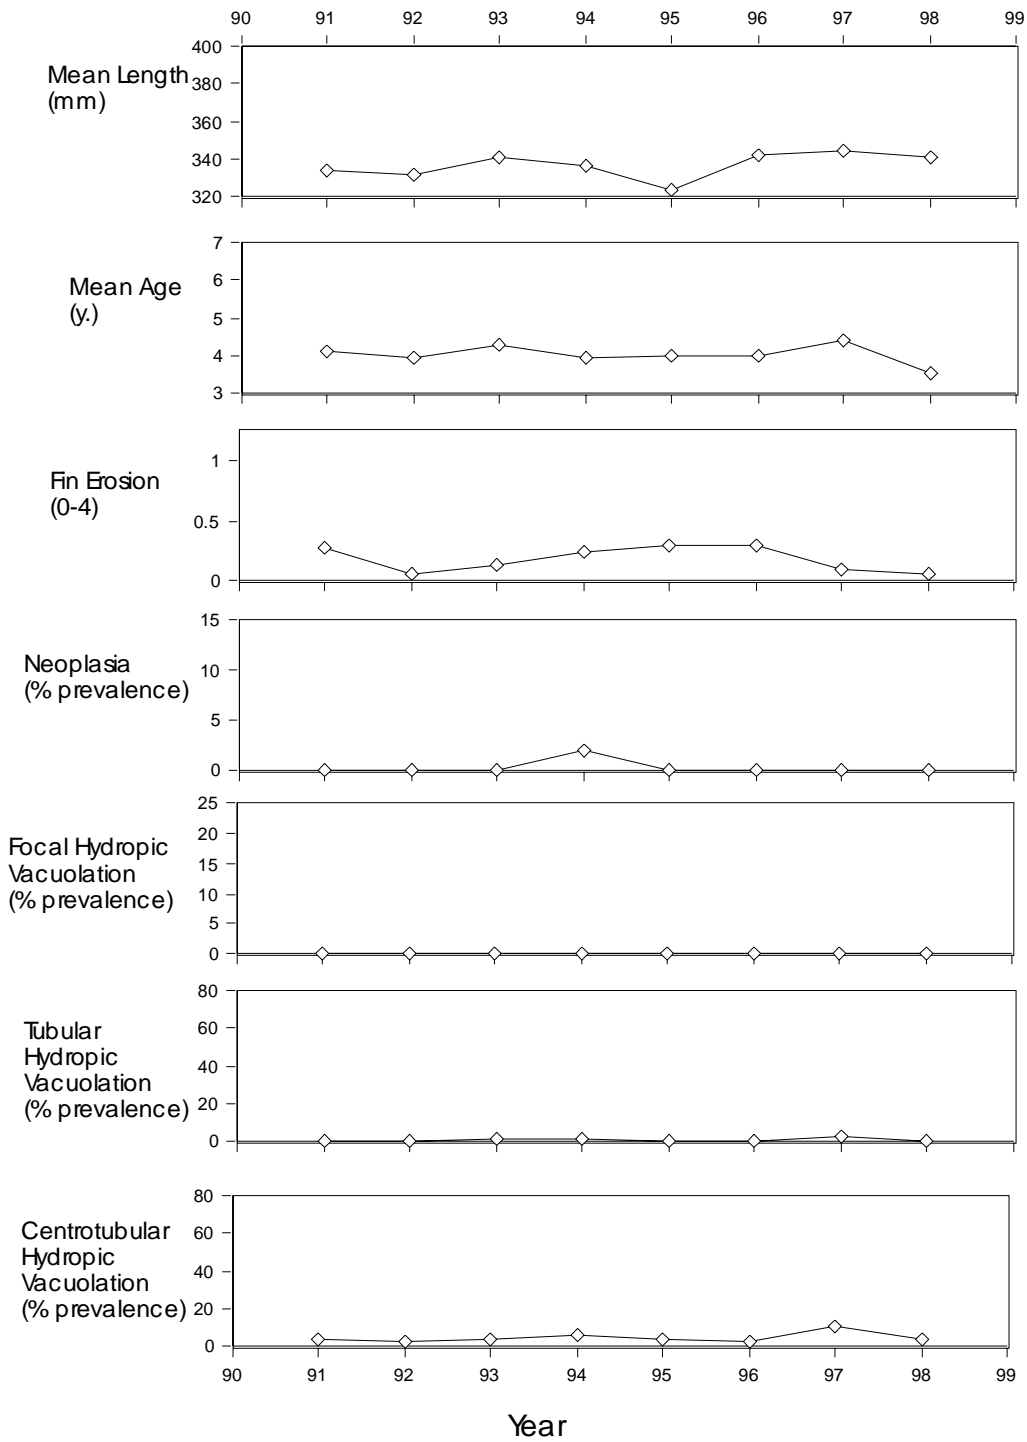 90 91 92 93 94 95 96 97 98 99
Mean Length
(mm)
400
380
360
340
320
Mean Age
(y.)
7
6
5
4
3
Fin Erosion
(0-4)
1
0.5
0
Neoplasia
(% prevalence)
15
10
5
0
Focal Hydropic
Vacuolation
(% prevalence)
25
20
15
10
5
0
Tubular
Hydropic
Vacuolation
(% prevalence)
80
60
40
20
0
Centrotubular
Hydropic
Vacuolation
(% prevalence)
80
60
40
20
0
90 91 92 93 94 95 96 97 98 99
Year